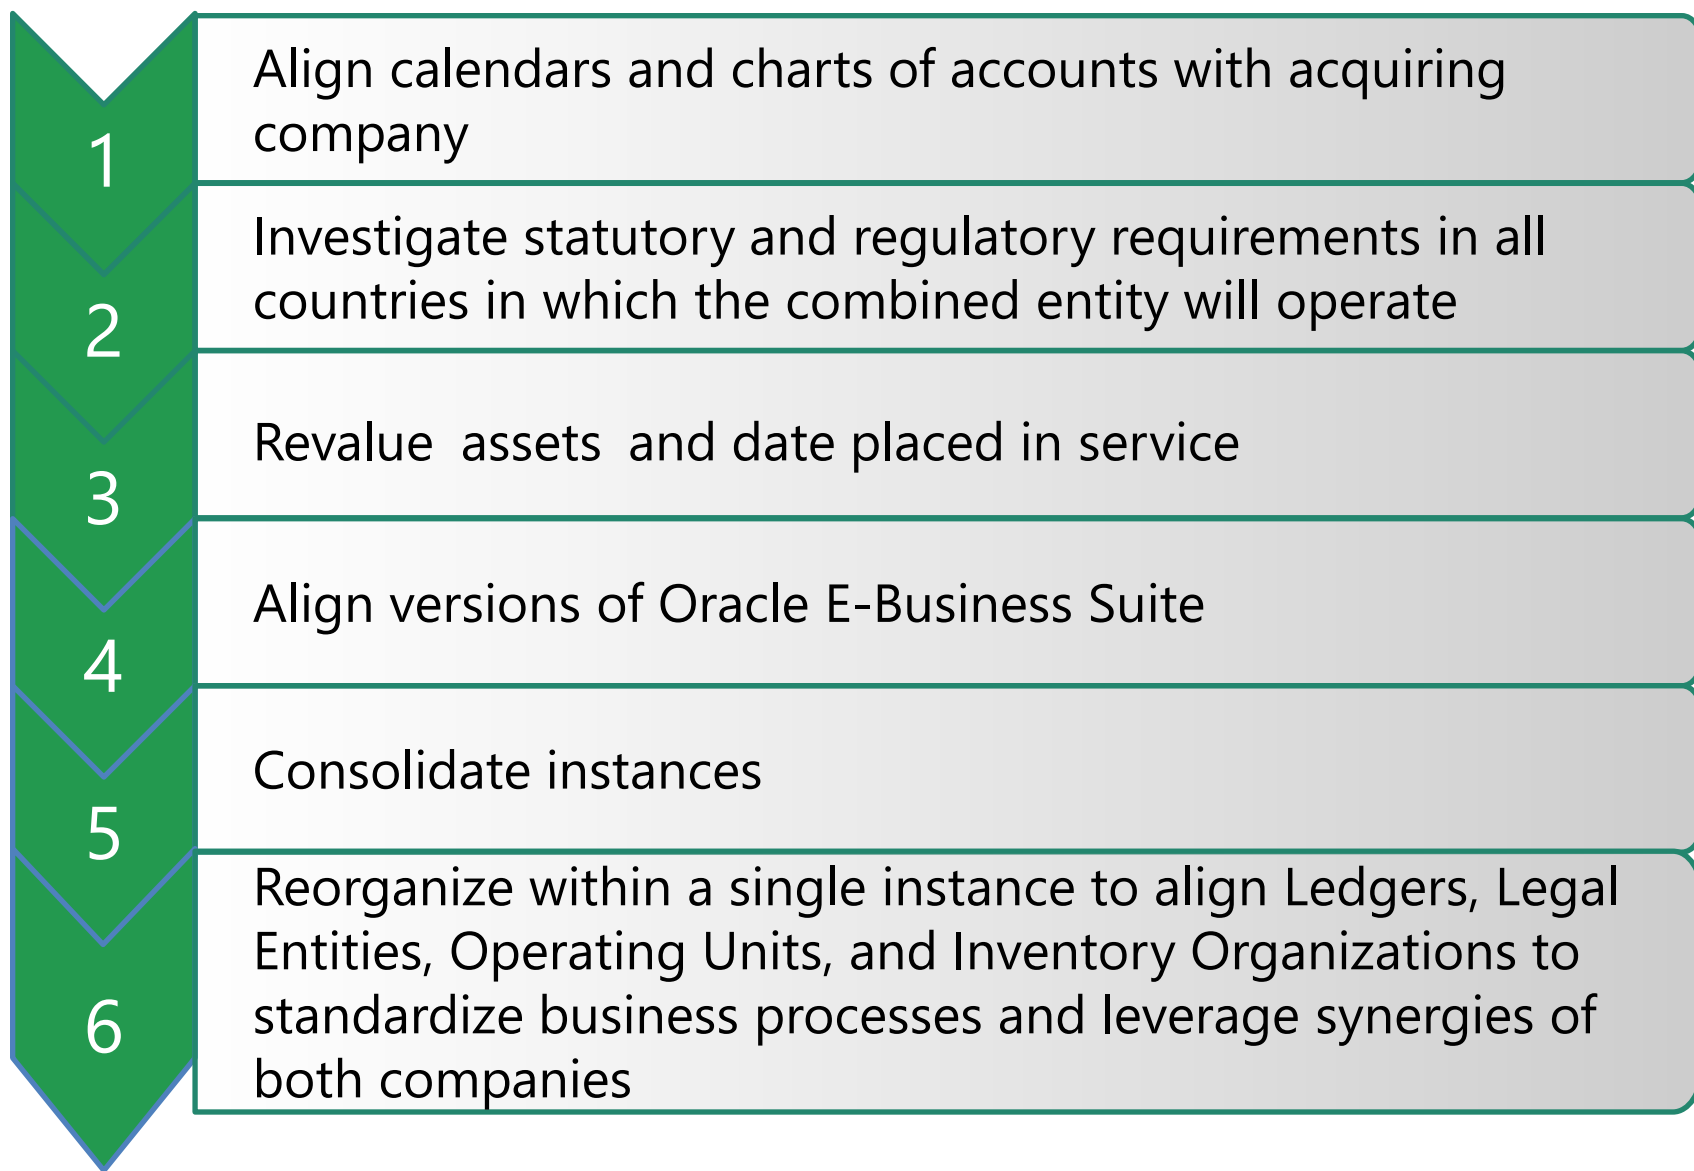 1
Align calendars and charts of accounts with acquiring
company
2
Investigate statutory and regulatory requirements in all
countries in which the combined entity will operate
3
Revalue  assets  and date placed in service
4
Align versions of Oracle E-Business Suite
5
Consolidate instances
6
Reorganize within a single instance to align Ledgers, Legal
Entities, Operating Units, and Inventory Organizations to
standardize business processes and leverage synergies of
both companies